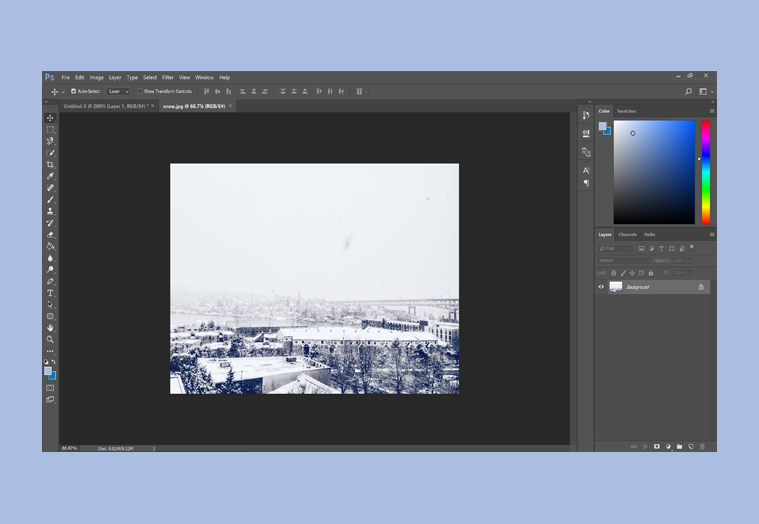 Ps File Edit Image Layer Type Select Filter View Window Help
Auto-Select: Layer Show Transform Controls
Untitled-3 @ 200% (Layer 1, RGB/8#) * × snow.jpg @ 66.7% (RGB/8#) ×
Color Swatches
Layers Channels Paths
Kind
Normal Opacity: 100%
Lock: Fill: 100%
Background
66.67% Doc: 9.02M/9.02M